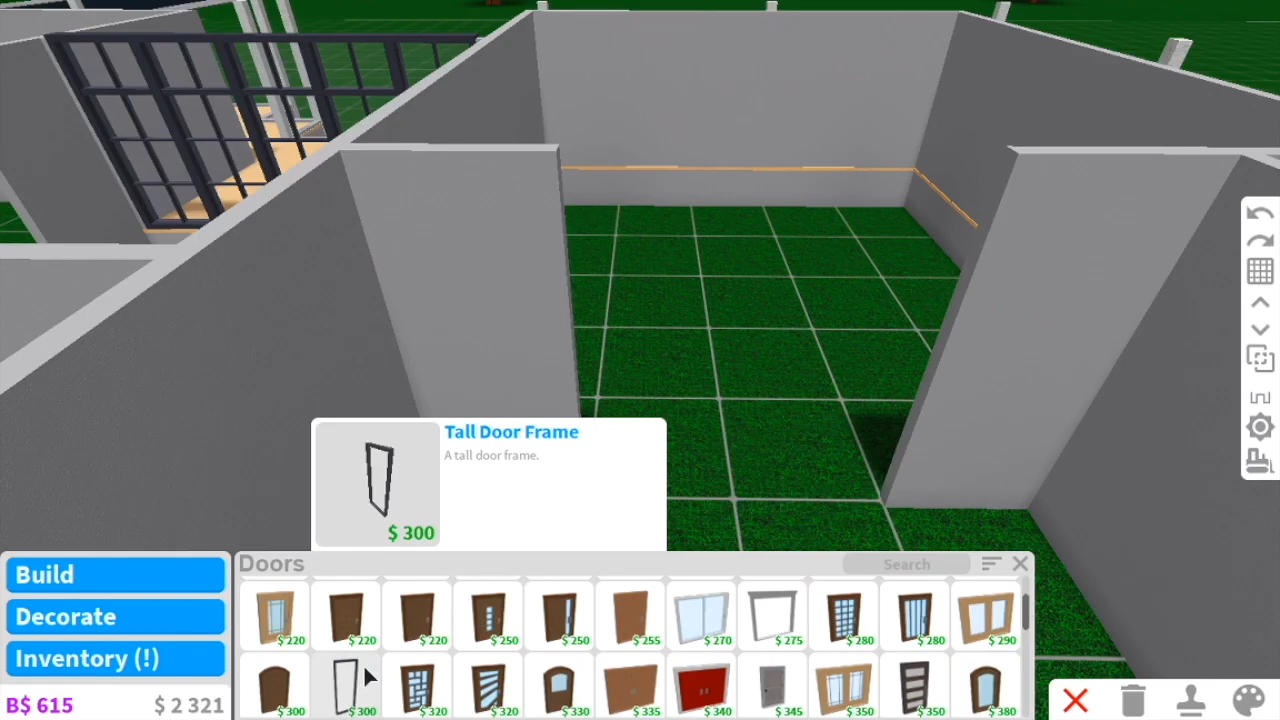 Tall Door Frame
A tall door frame.
$ 300
Build
Decorate
Inventory (!)
B$ 615
$ 2 321
Doors
Search
$ 220
$ 220
$ 220
$ 250
$ 250
$ 255
$ 270
$ 275
$ 280
$ 280
$ 290
$ 300
$ 300
$ 320
$ 320
$ 330
$ 335
$ 340
$ 345
$ 350
$ 350
$ 380